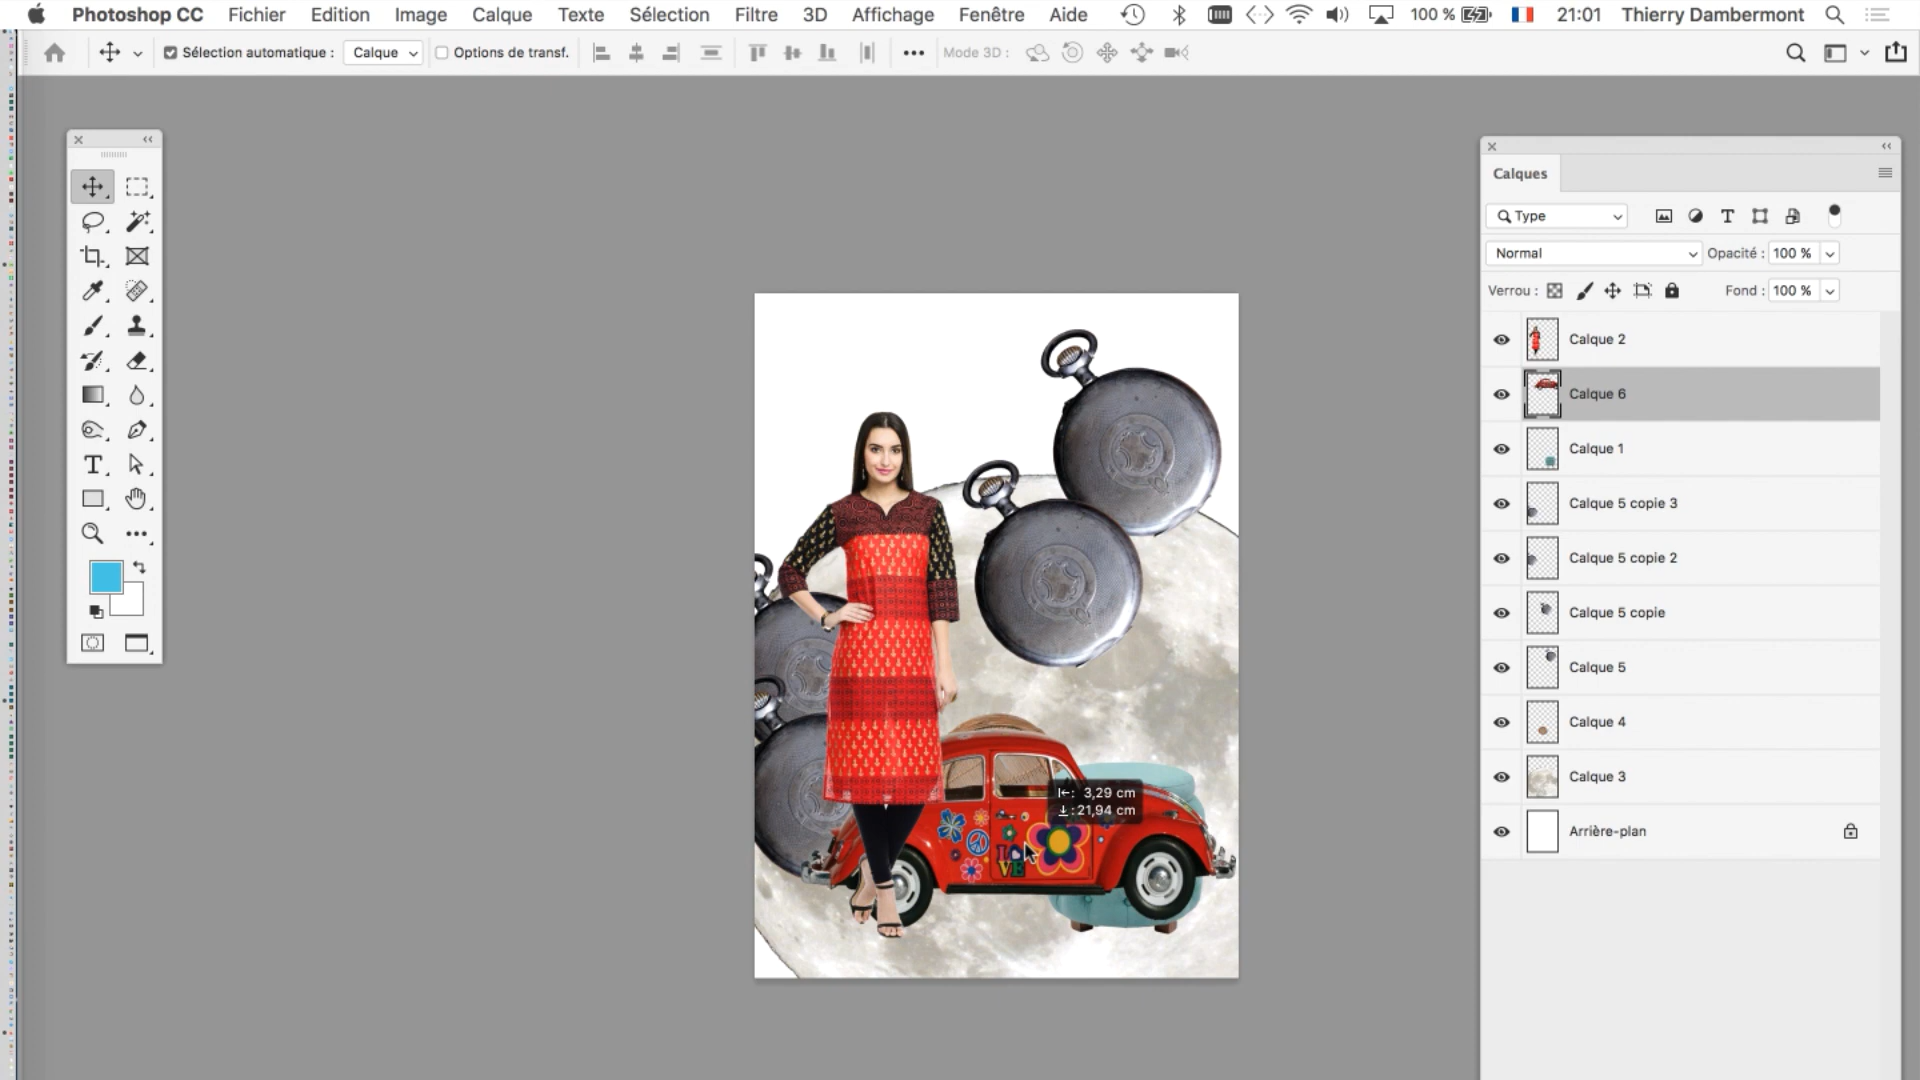 Photoshop CC Fichier Edition Image Calque Texte Sélection Filtre 3D Affichage Fenêtre Aide 100 % 21:01 Thierry Dambermont
Sélection automatique : Calque Options de transf. Mode 3D :
Calques
Type
Normal Opacité : 100 %
Verrou : Fond : 100 %
Calque 2
Calque 6
Calque 1
Calque 5 copie 3
Calque 5 copie 2
Calque 5 copie
Calque 5
Calque 4
Calque 3
Arrière-plan
3,29 cm
21,94 cm
LOVE